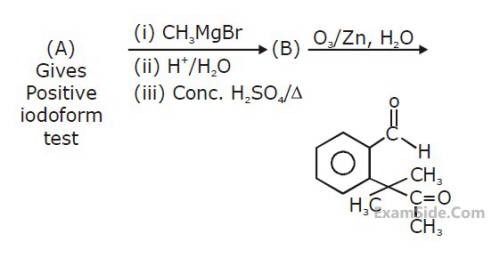 (A)
Gives
Positive
iodoform
test
(i) CH₃MgBr
(ii) H⁺/H₂O
(iii) Conc. H₂SO₄/Δ
(B)
O₃/Zn, H₂O
O
C
H
CH₃
H₃C
C=O
CH₃
ExamSide.Com